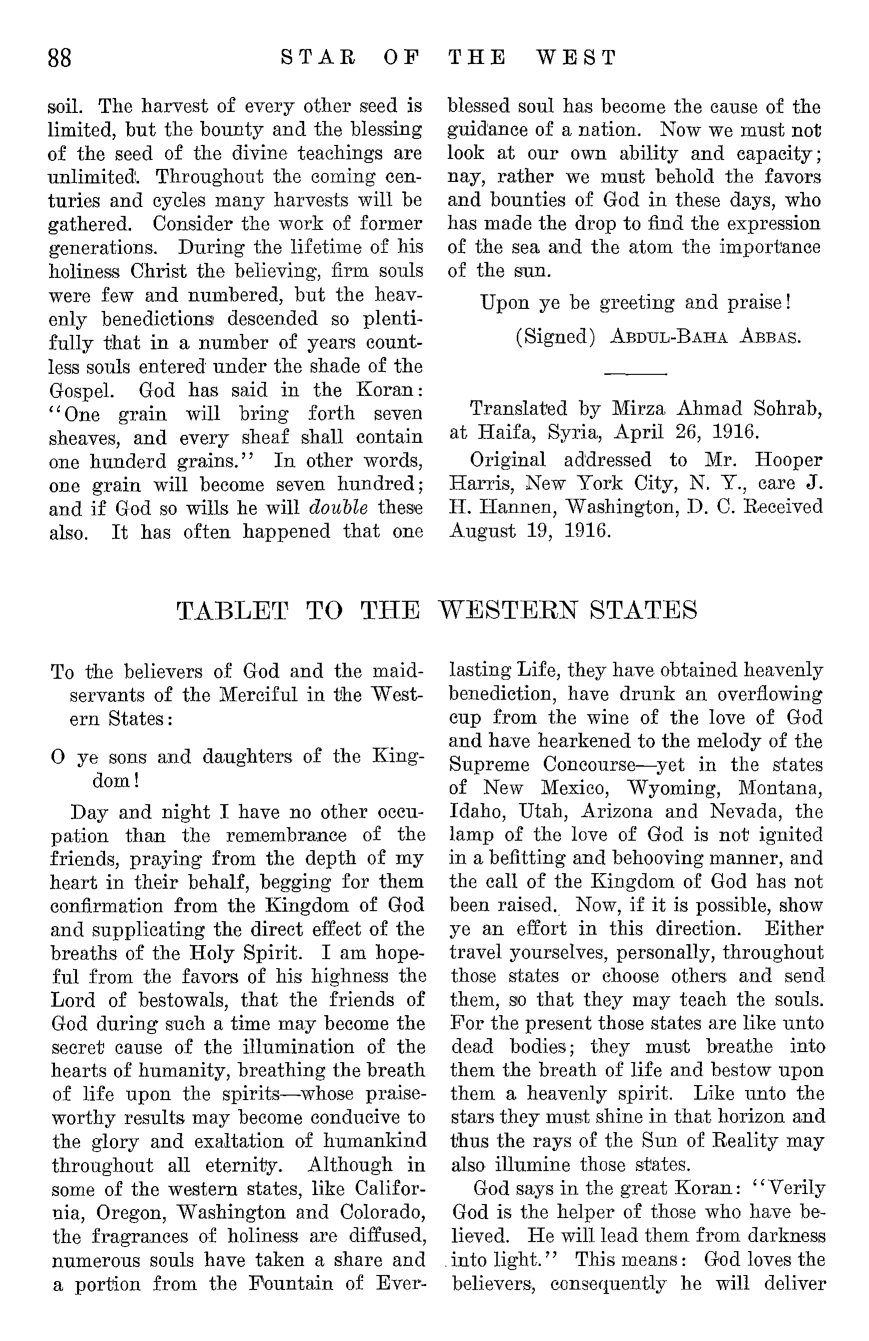 88 STAR OF THE WEST
soil. The harvest of every other seed is
limited, but the bounty and the blessing
of the seed of the divine teachings are
unlimited. Throughout the coming cen-
turies and cycles many harvests will be
gathered. Consider the work of former
generations. During the lifetime of his
holiness Christ the believing, firm souls
were few and numbered, but the heav-
enly benedictions descended so plenti-
fully that in a number of years count-
less souls entered under the shade of the
Gospel. God has said in the Koran:
“One grain will bring forth seven
sheaves, and every sheaf shall contain
one hunderd grains.” In other words,
one grain will become seven hundred;
and if God so wills he will double these
also. It has often happened that one
blessed soul has become the cause of the
guidance of a nation. Now we must not
look at our own ability and capacity;
nay, rather we must behold the favors
and bounties of God in these days, who
has made the drop to find the expression
of the sea and the atom the importance
of the sun.
Upon ye be greeting and praise!
(Signed) ABDUL-BAHA ABBAS.
Translated by Mirza Ahmad Sohrab,
at Haifa, Syria, April 26, 1916.
Original addressed to Mr. Hooper
Harris, New York City, N. Y., care J.
H. Hannen, Washington, D. C. Received
August 19, 1916.
TABLET TO THE WESTERN STATES
To the believers of God and the maid-
servants of the Merciful in the West-
ern States:
O ye sons and daughters of the King-
dom!
Day and night I have no other occu-
pation than the remembrance of the
friends, praying from the depth of my
heart in their behalf, begging for them
confirmation from the Kingdom of God
and supplicating the direct effect of the
breaths of the Holy Spirit. I am hope-
ful from the favors of his highness the
Lord of bestowals, that the friends of
God during such a time may become the
secret cause of the illumination of the
hearts of humanity, breathing the breath
of life upon the spirits—whose praise-
worthy results may become conducive to
the glory and exaltation of humankind
throughout all eternity. Although in
some of the western states, like Califor-
nia, Oregon, Washington and Colorado,
the fragrances of holiness are diffused,
numerous souls have taken a share and
a portion from the Fountain of Ever-
lasting Life, they have obtained heavenly
benediction, have drunk an overflowing
cup from the wine of the love of God
and have hearkened to the melody of the
Supreme Concourse—yet in the states
of New Mexico, Wyoming, Montana,
Idaho, Utah, Arizona and Nevada, the
lamp of the love of God is not ignited
in a befitting and behooving manner, and
the call of the Kingdom of God has not
been raised. Now, if it is possible, show
ye an effort in this direction. Either
travel yourselves, personally, throughout
those states or choose others and send
them, so that they may teach the souls.
For the present those states are like unto
dead bodies; they must breathe into
them the breath of life and bestow upon
them a heavenly spirit. Like unto the
stars they must shine in that horizon and
thus the rays of the Sun of Reality may
also illumine those states.
God says in the great Koran: “Verily
God is the helper of those who have be-
lieved. He will lead them from darkness
into light.” This means: God loves the
believers, consequently he will deliver